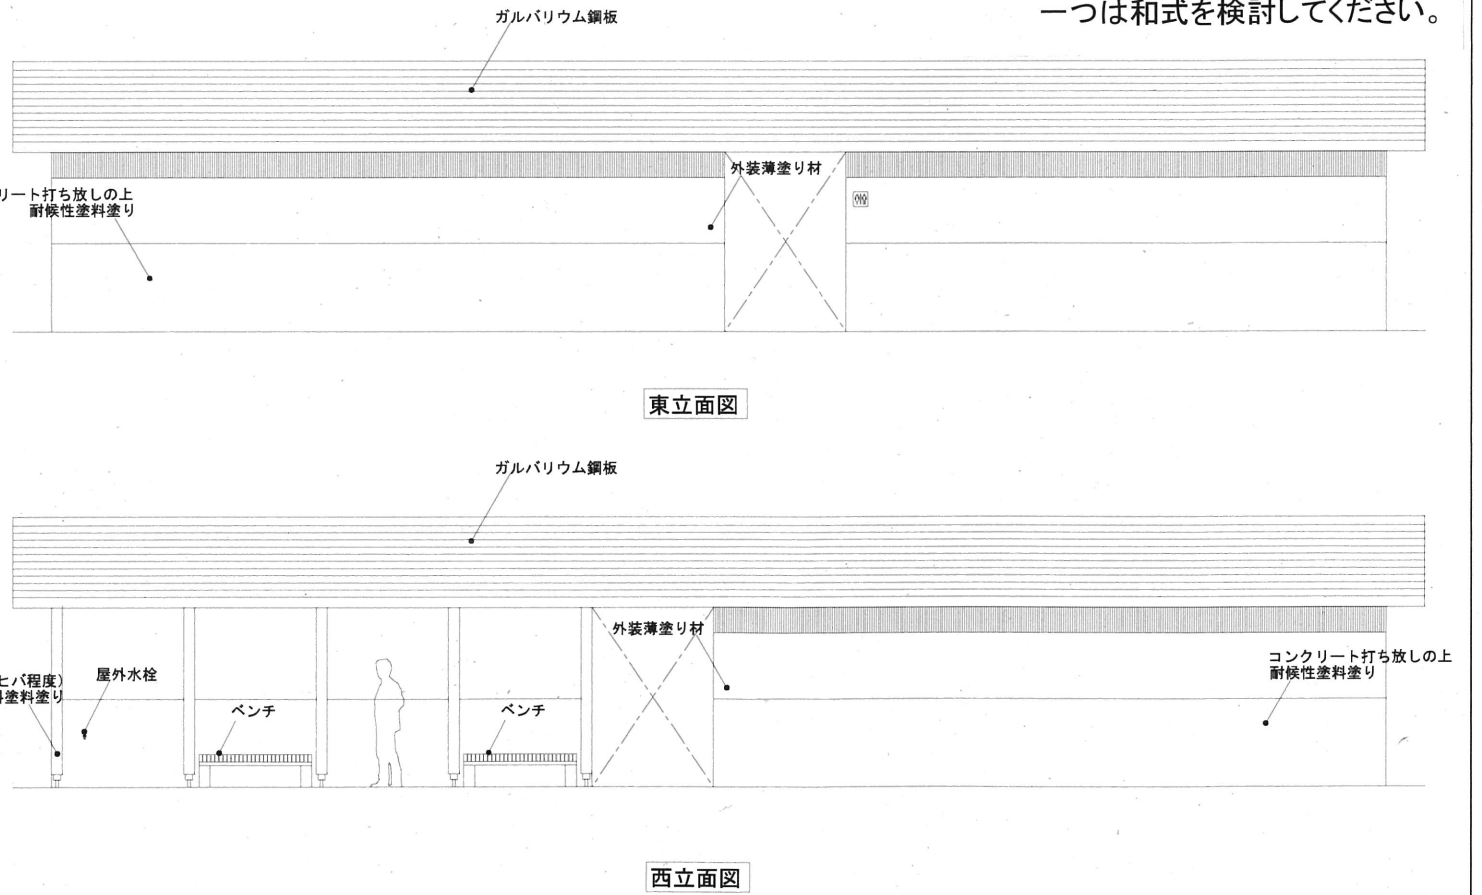 一つは和式を検討してください。
ガルバリウム鋼板
外装薄塗り材
リート打ち放しの上
耐候性塗料塗り
東立面図
ガルバリウム鋼板
外装薄塗り材
コンクリート打ち放しの上
耐候性塗料塗り
ヒバ程度)
塗料塗り
屋外水栓
ベンチ
ベンチ
西立面図